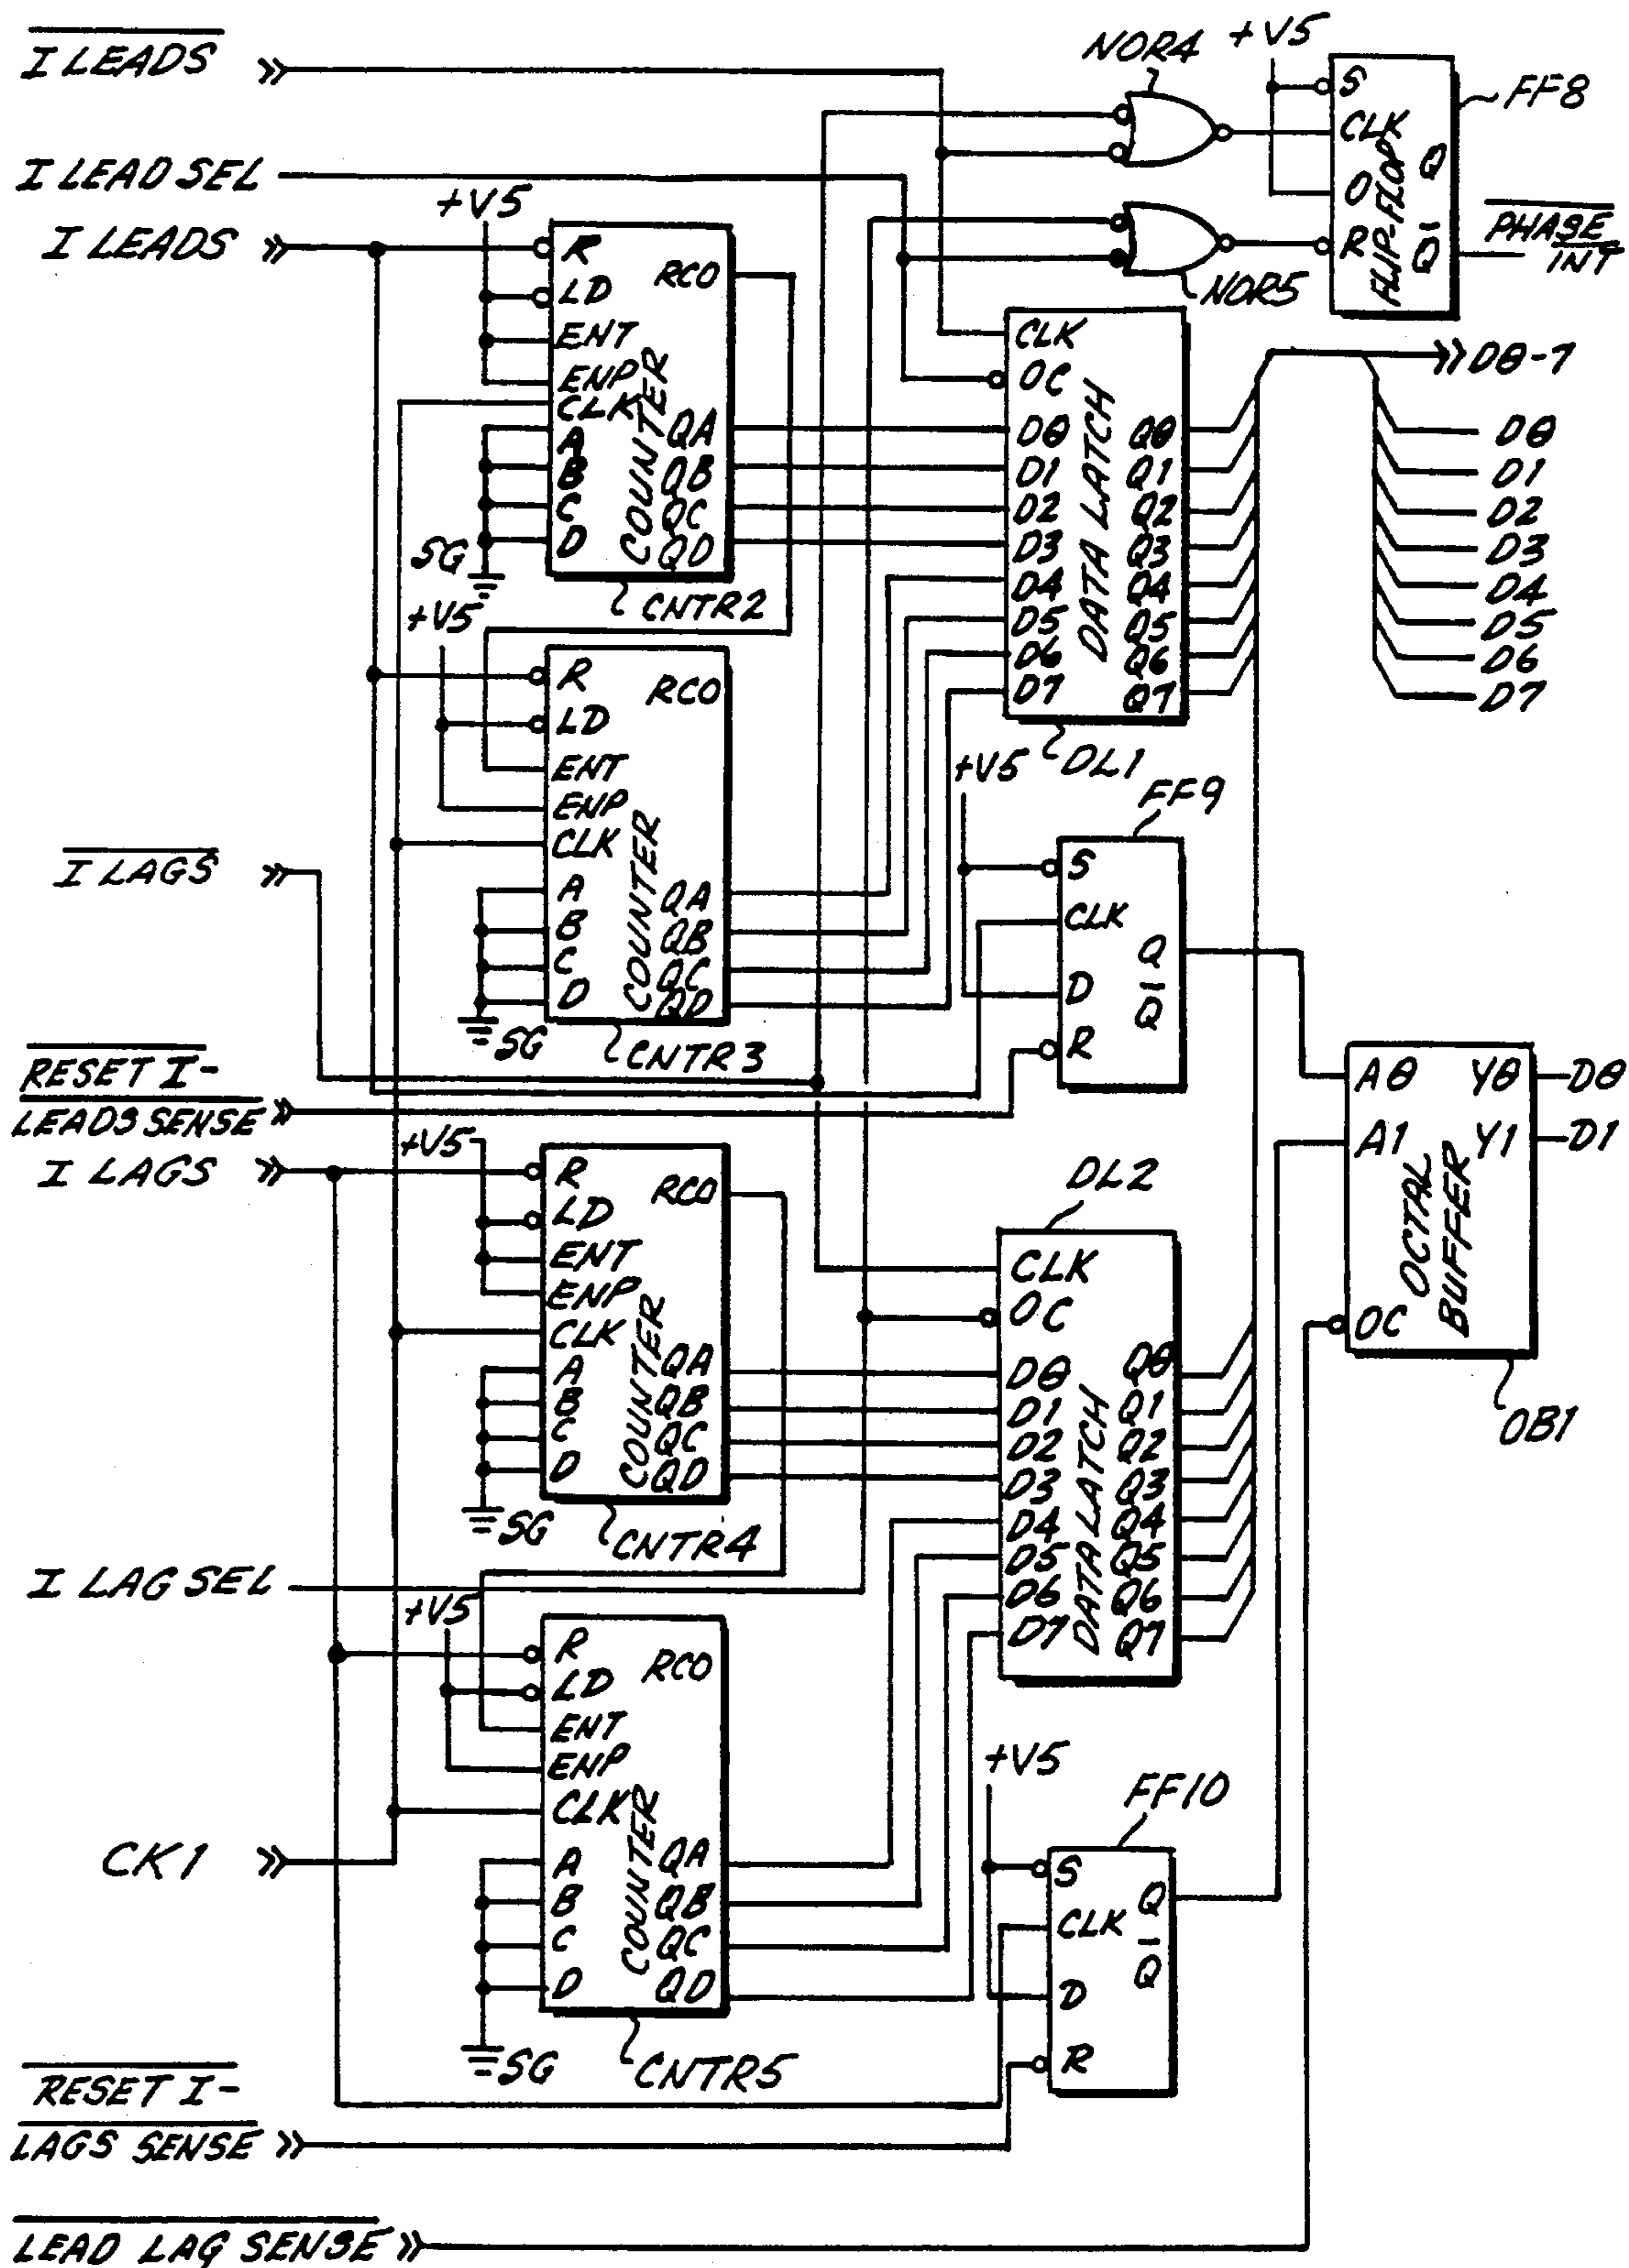 I LEADS
I LEAD SEL
I LEADS
NOR4
+V5
FF8
S
CLK
O
R
Q
Q
FLIP-FLOP
NOR5
PHASE
INT
+V5
R
LD
ENT
ENP
CLK
A
B
C
D
RCO
QA
QB
QC
QD
COUNTER
SG
CNTR2
CLK
OC
D0
D1
D2
D3
D4
D5
D6
D7
Q0
Q1
Q2
Q3
Q4
Q5
Q6
Q7
DATA LATCH
DL1
D0-7
D0
D1
D2
D3
D4
D5
D6
D7
+V5
R
LD
ENT
ENP
CLK
A
B
C
D
RCO
QA
QB
QC
QD
COUNTER
SG
CNTR3
I LAGS
+V5
FF9
S
CLK
D
R
Q
Q
RESET I-
LEADS SENSE
I LAGS
A0
A1
OC
Y0
Y1
OCTAL
BUFFER
D0
D1
OB1
+V5
R
LD
ENT
ENP
CLK
A
B
C
D
RCO
QA
QB
QC
QD
COUNTER
SG
CNTR4
DL2
CLK
OC
D0
D1
D2
D3
D4
D5
D6
D7
Q0
Q1
Q2
Q3
Q4
Q5
Q6
Q7
DATA LATCH
I LAG SEL
+V5
R
LD
ENT
ENP
CLK
A
B
C
D
RCO
QA
QB
QC
QD
COUNTER
SG
CNTR5
CK1
+V5
FF10
S
CLK
D
R
Q
Q
RESET I-
LAGS SENSE
LEAD LAG SENSE